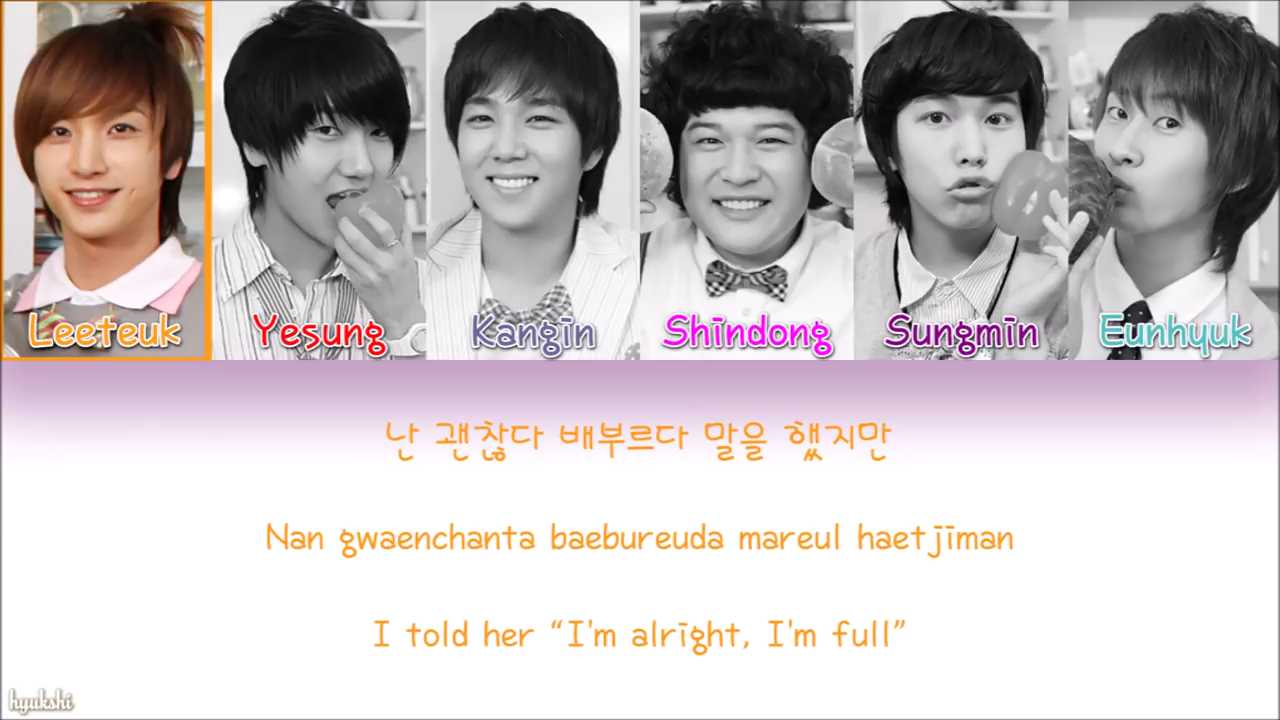 Leeteuk Yesung Kangin Shindong Sungmin Eunhyuk
난 괜찮다 배부르다 말을 했지만
Nan gwaenchanta baebureuda mareul haetjiman
I told her “I'm alright, I'm full”
hyukshi